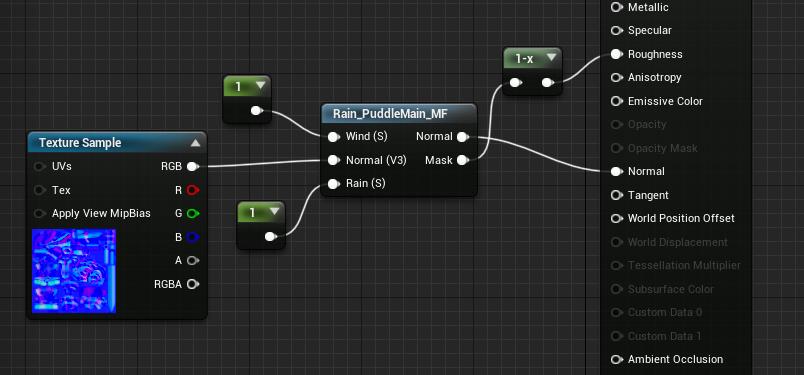 Metallic
Specular
1-x
Roughness
Anisotropy
1
Emissive Color
Rain_PuddleMain_MF
Opacity
Wind (S) Normal
Texture Sample
Opacity Mask
Normal (V3) Mask
UVs RGB
Normal
Rain (S)
Tex R
Tangent
Apply View MipBias G
1
World Position Offset
B
World Displacement
A
Tessellation Multiplier
RGBA
Subsurface Color
Custom Data 0
Custom Data 1
Ambient Occlusion